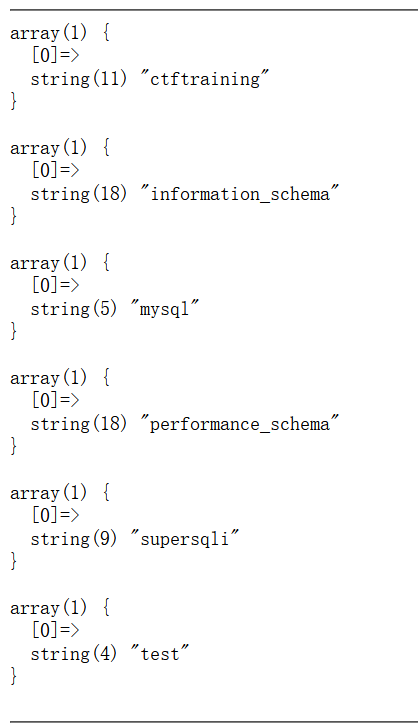 array(1) {
  [0]=>
  string(11) "ctftraining"
}
array(1) {
  [0]=>
  string(18) "information_schema"
}
array(1) {
  [0]=>
  string(5) "mysql"
}
array(1) {
  [0]=>
  string(18) "performance_schema"
}
array(1) {
  [0]=>
  string(9) "supersqli"
}
array(1) {
  [0]=>
  string(4) "test"
}